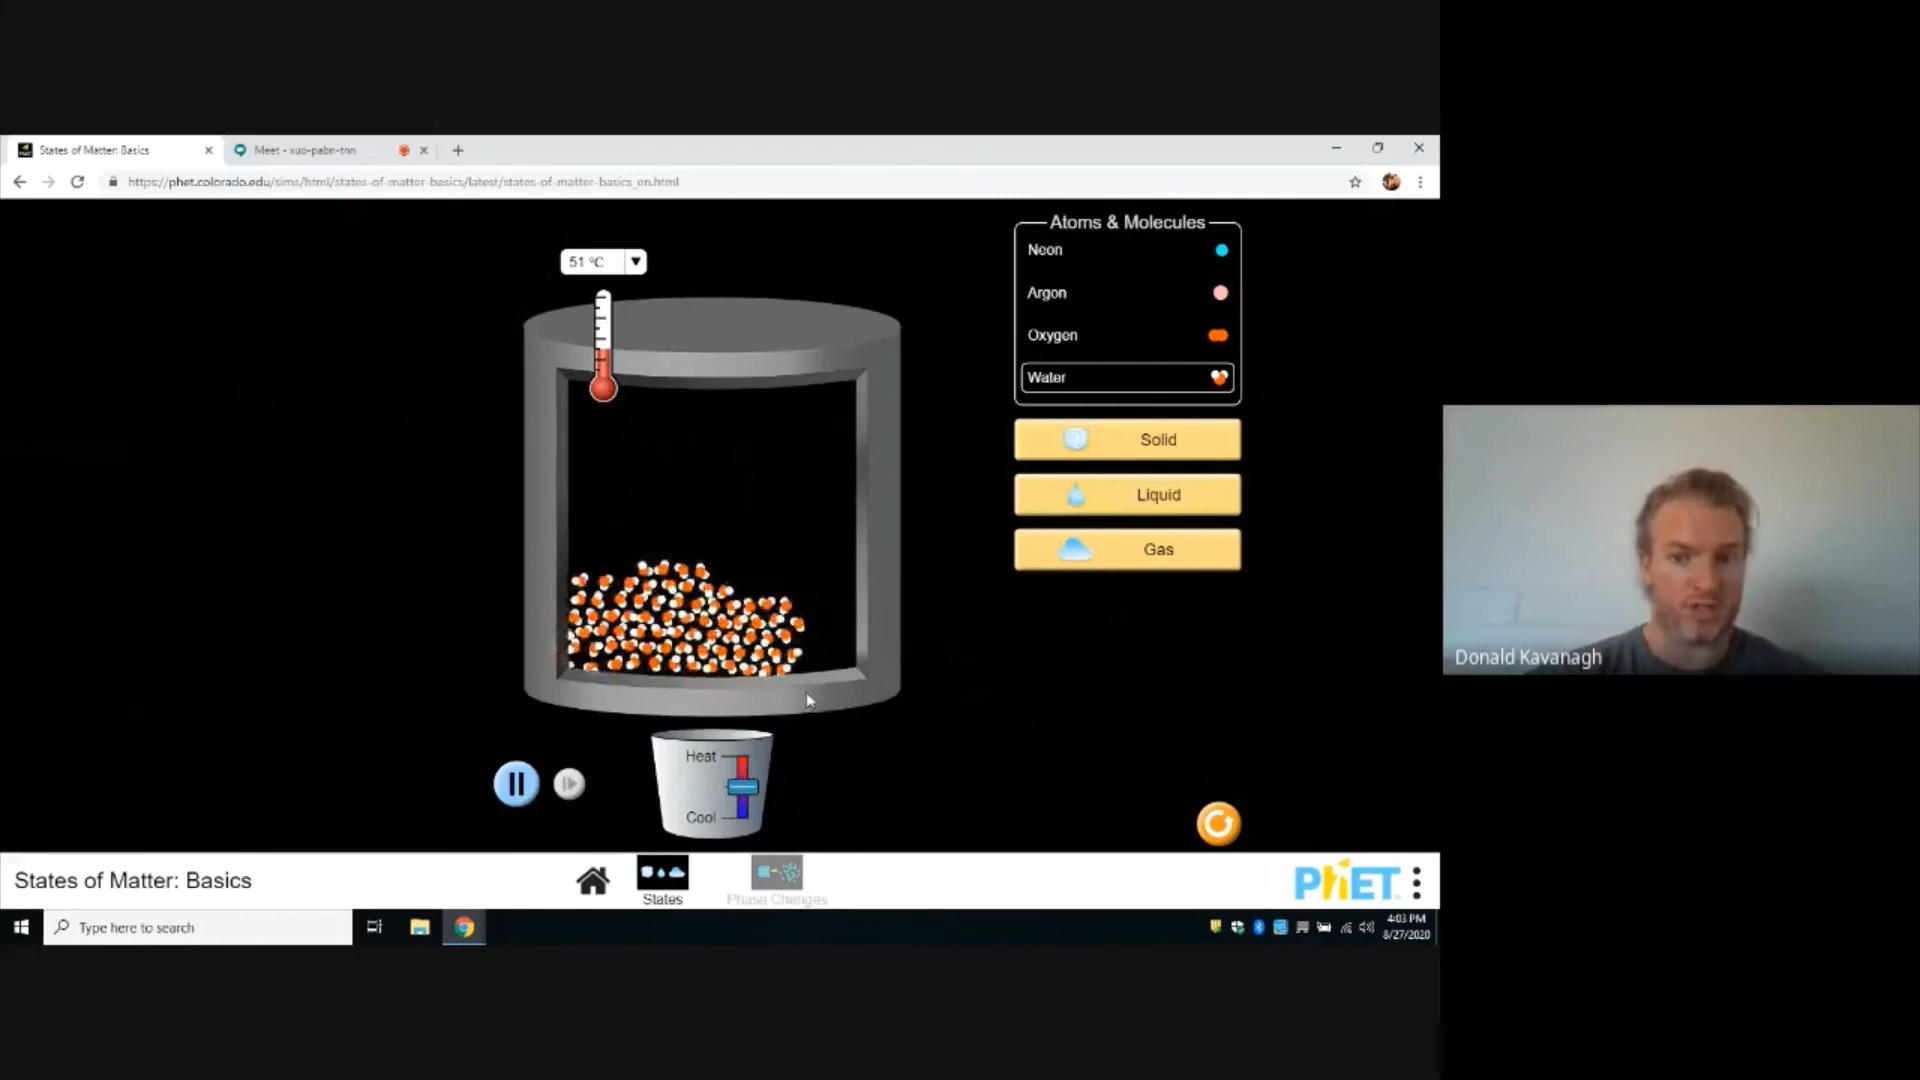 States of Matter: Basics
Meet - xuo-pabn-tnn
https://phet.colorado.edu/sims/html/states-of-matter-basics/latest/states-of-matter-basics_en.html
51 °C
Atoms & Molecules
Neon
Argon
Oxygen
Water
Solid
Liquid
Gas
Donald Kavanagh
Heat
Cool
States of Matter: Basics
States
Phase Changes
PhET
Type here to search
4:03 PM
8/27/2020